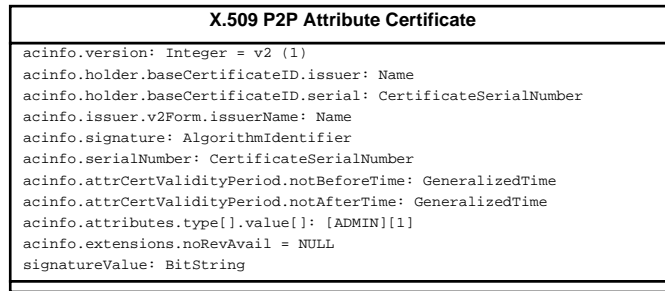 X.509 P2P Attribute Certificate
acinfo.version: Integer = v2 (1)
acinfo.holder.baseCertificateID.issuer: Name
acinfo.holder.baseCertificateID.serial: CertificateSerialNumber
acinfo.issuer.v2Form.issuerName: Name
acinfo.signature: AlgorithmIdentifier
acinfo.serialNumber: CertificateSerialNumber
acinfo.attrCertValidityPeriod.notBeforeTime: GeneralizedTime
acinfo.attrCertValidityPeriod.notAfterTime: GeneralizedTime
acinfo.attributes.type[].value[]: [ADMIN][1]
acinfo.extensions.noRevAvail = NULL
signatureValue: BitString